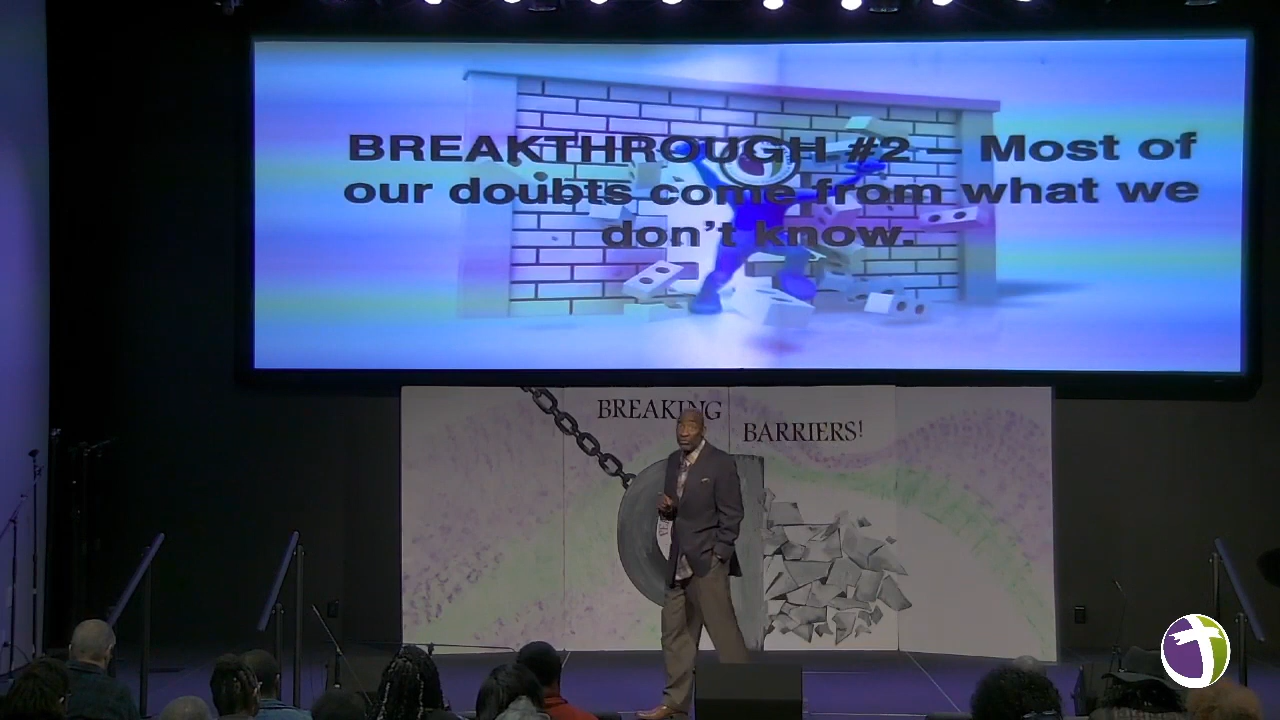 BREAKTHROUGH #2 – Most of
our doubts come from what we
don't know.
BREAKING
BARRIERS!